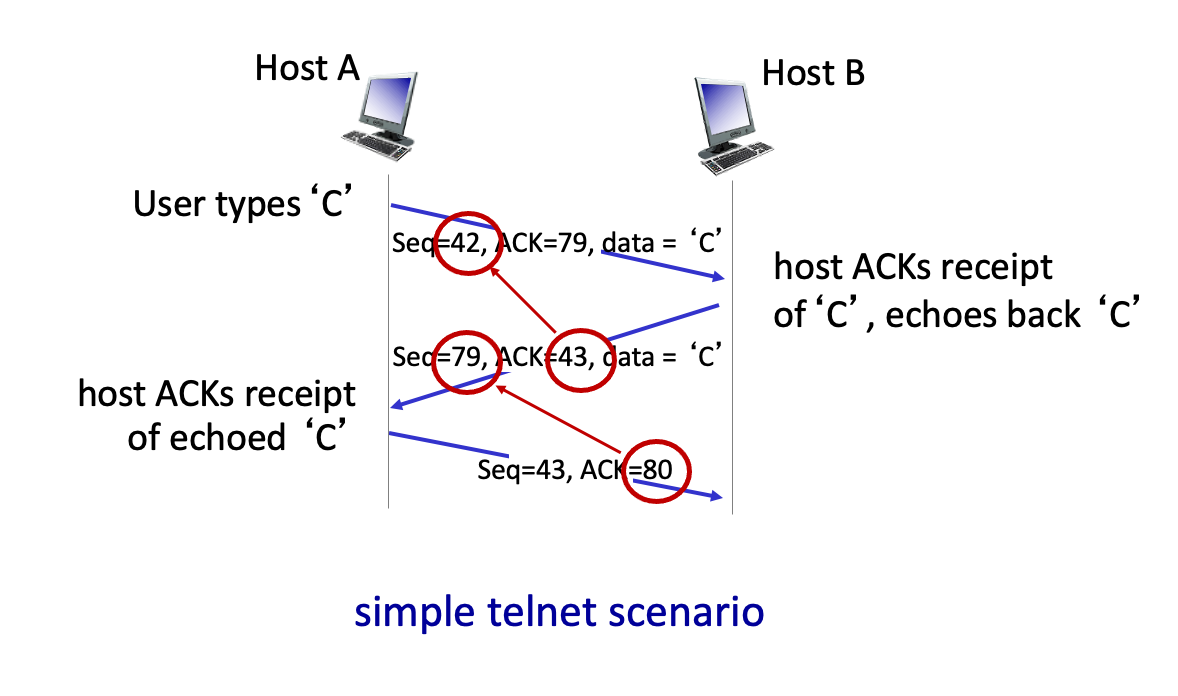 Host A
Host B
User types ‘C’
Seq=42, ACK=79, data = ‘C’
host ACKs receipt
of ‘C’, echoes back ‘C’
Seq=79, ACK=43, data = ‘C’
host ACKs receipt
of echoed ‘C’
Seq=43, ACK=80
simple telnet scenario